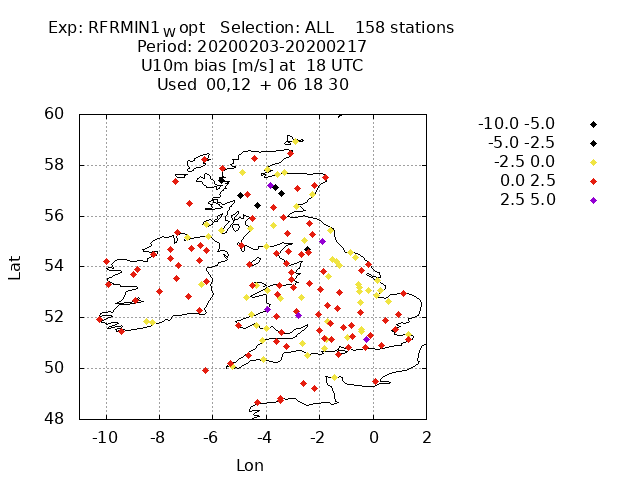 Exp: RFRMIN1wopt Selection: ALL 158 stations
Period: 20200203-20200217
U10m bias [m/s] at 18 UTC
Used 00,12 + 06 18 30
-10.0 -5.0
-5.0 -2.5
-2.5 0.0
0.0 2.5
2.5 5.0
60
58
56
54
52
50
48
Lat
-10 -8 -6 -4 -2 0 2
Lon